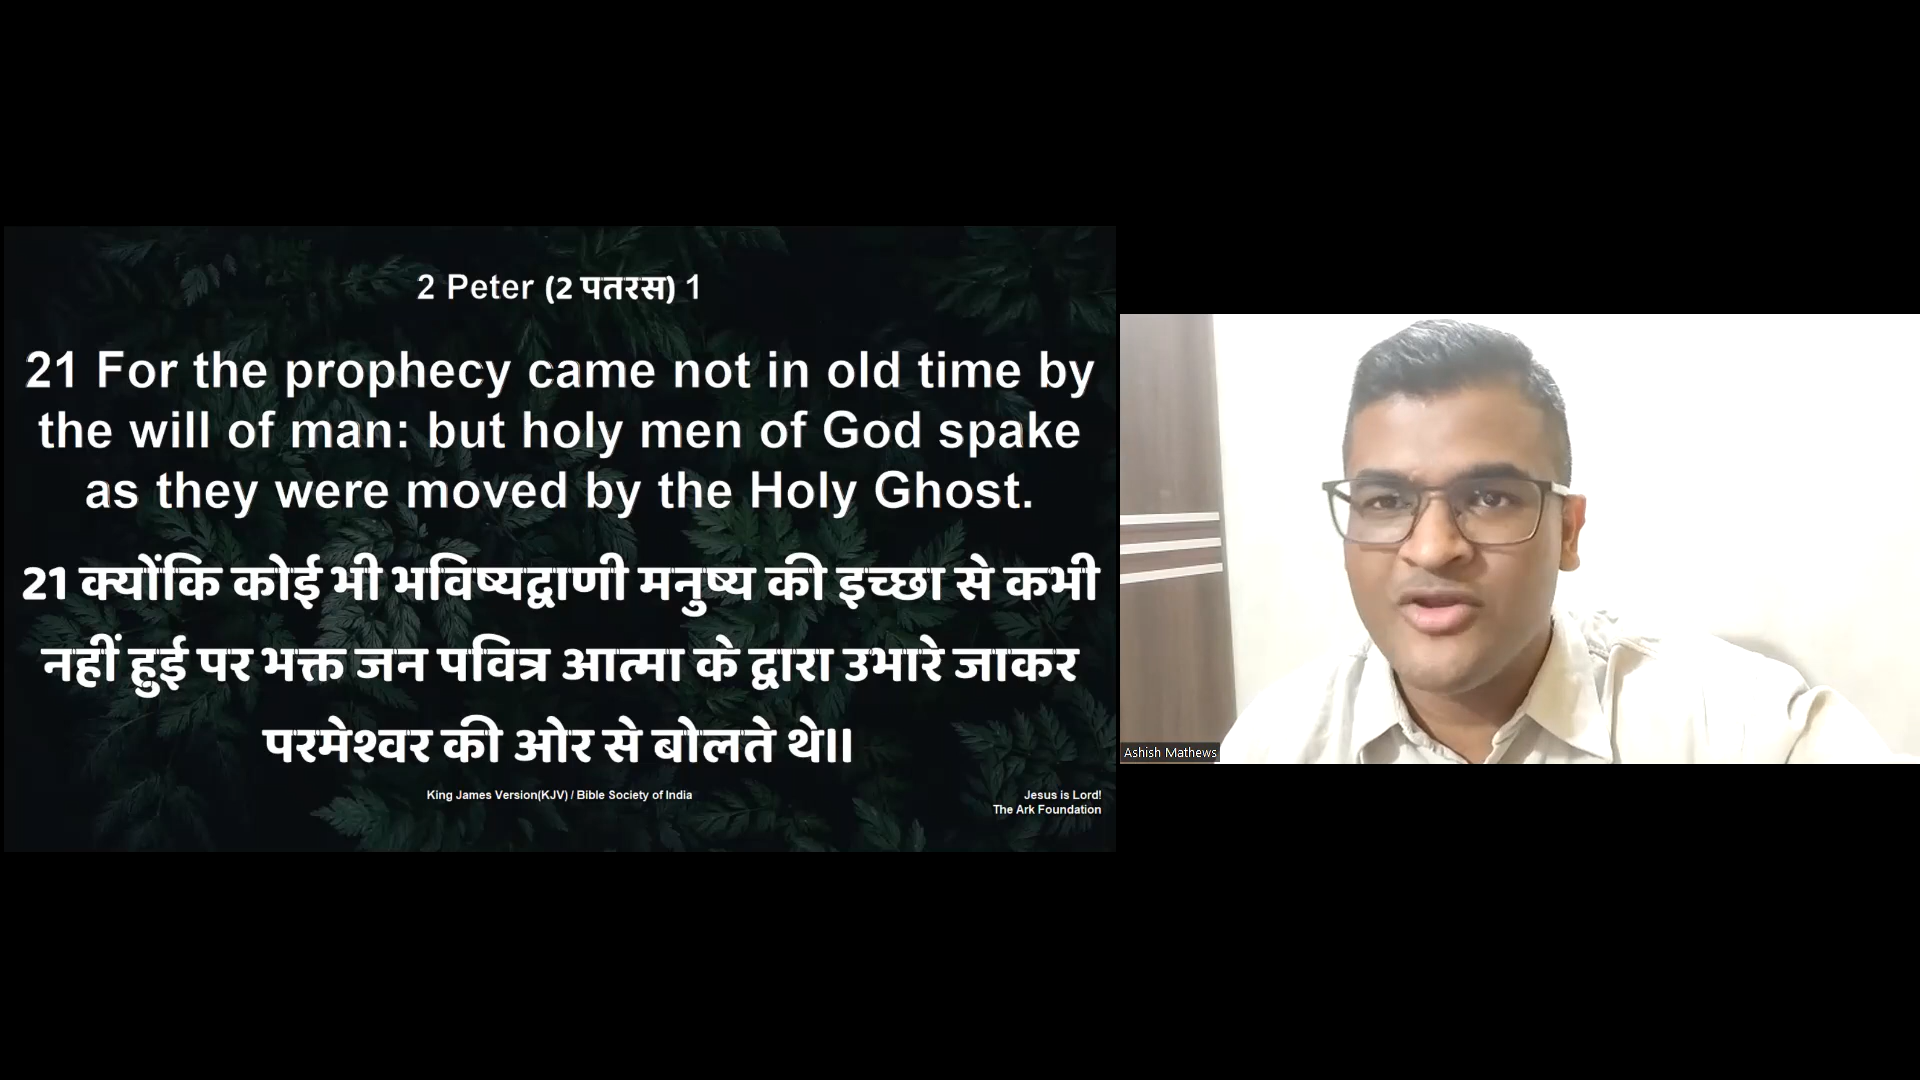 2 Peter (2 पतरस) 1
21 For the prophecy came not in old time by
the will of man: but holy men of God spake
as they were moved by the Holy Ghost.
21 क्योंकि कोई भी भविष्यद्वाणी मनुष्य की इच्छा से कभी
नहीं हुई पर भक्त जन पवित्र आत्मा के द्वारा उभारे जाकर
परमेश्वर की ओर से बोलते थे॥
King James Version(KJV) / Bible Society of India
Jesus is Lord!
The Ark Foundation
Ashish Mathews